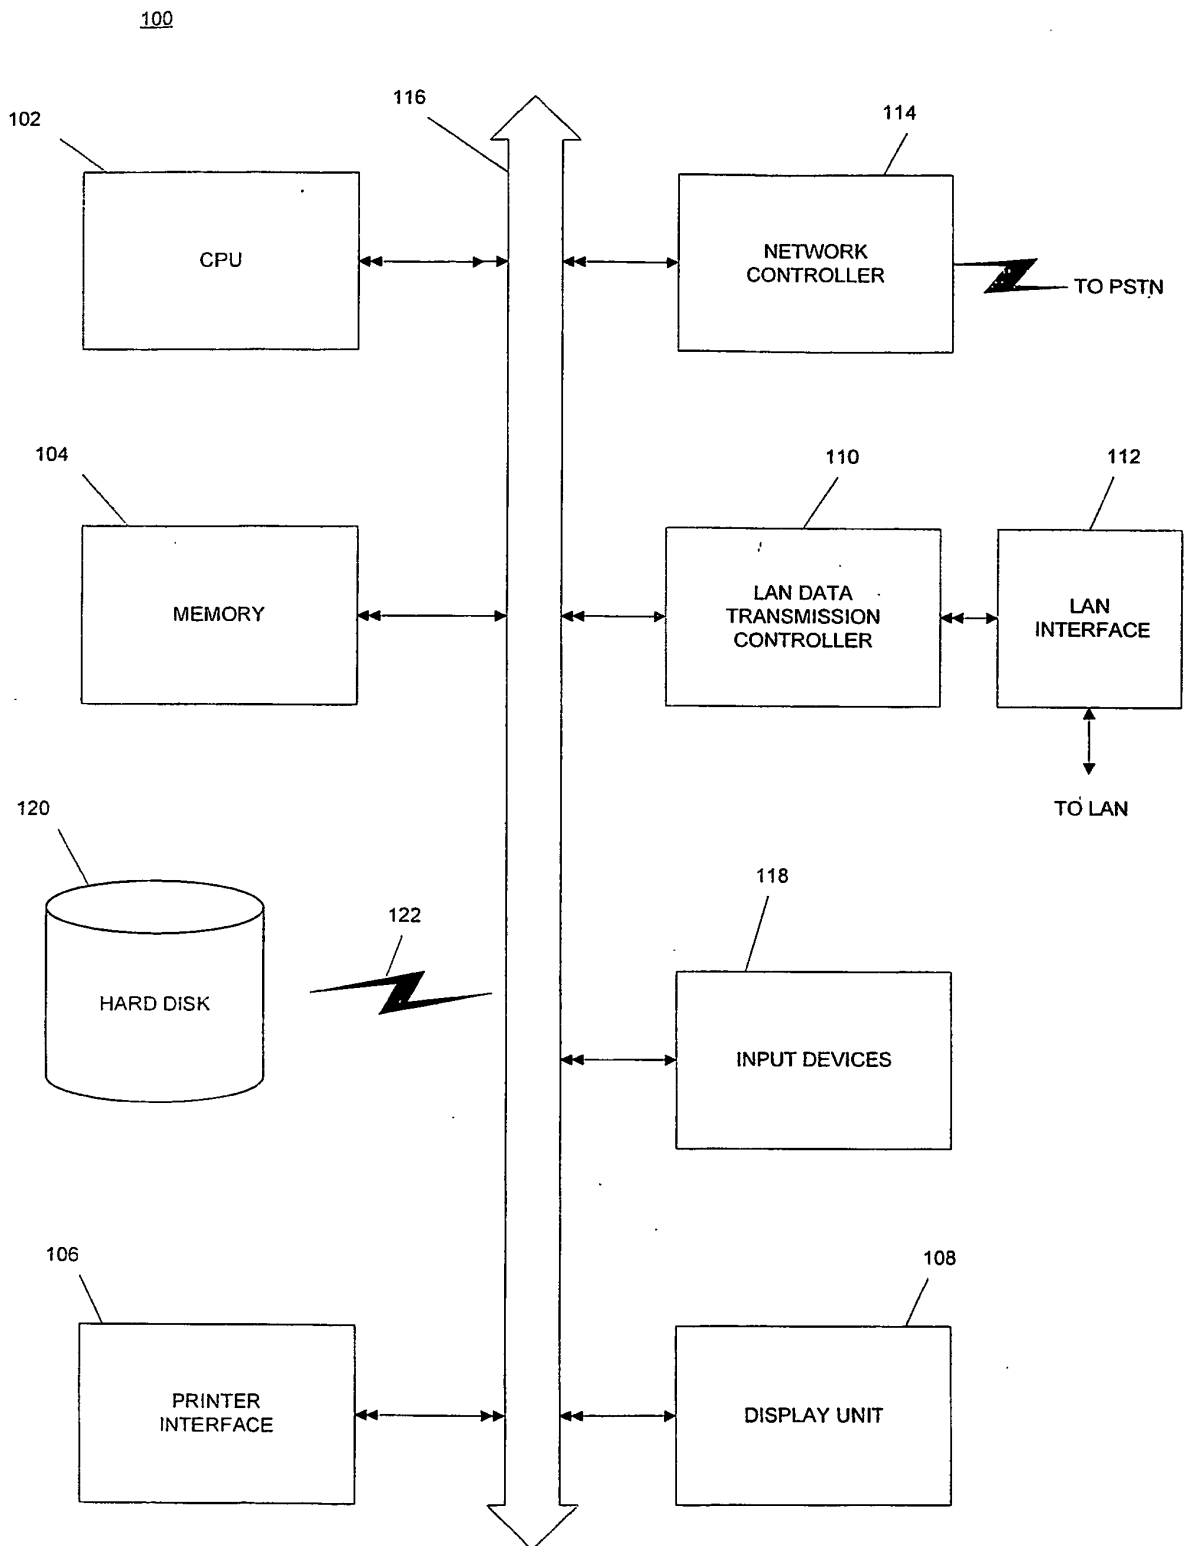 100
102
116
114
CPU
NETWORK
CONTROLLER
TO PSTN
104
110
112
MEMORY
LAN DATA
TRANSMISSION
CONTROLLER
LAN
INTERFACE
TO LAN
120
122
118
HARD DISK
INPUT DEVICES
106
108
PRINTER
INTERFACE
DISPLAY UNIT